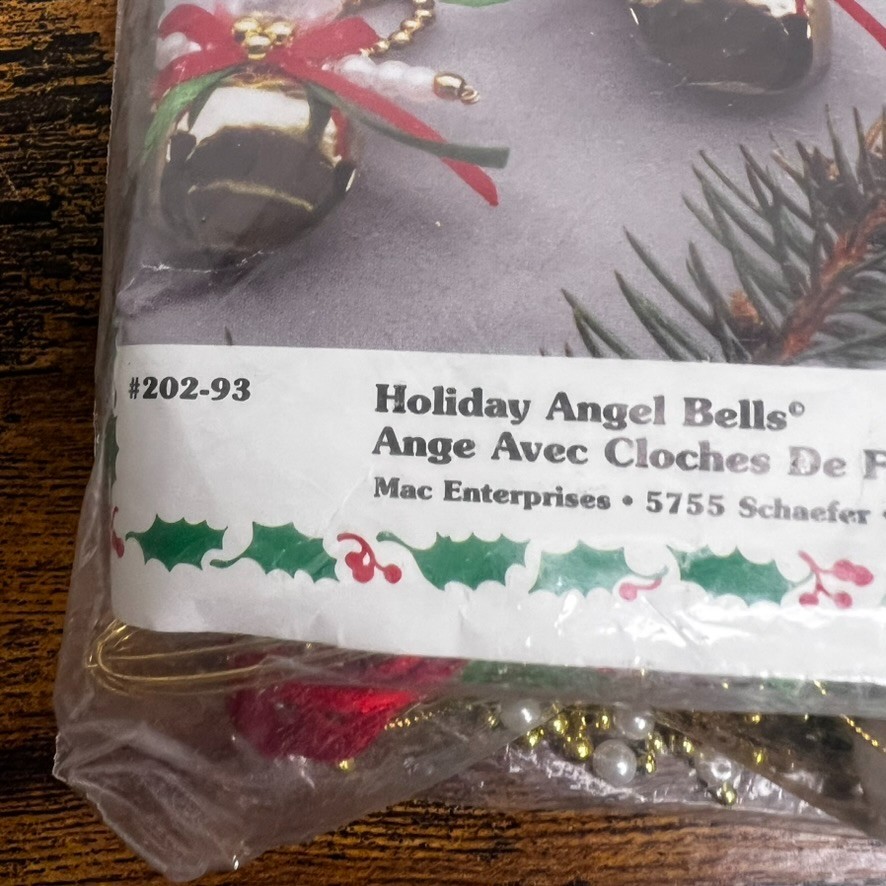 #202-93
Holiday Angel Bells©
Ange Avec Cloches De
Mac Enterprises • 5755 Schaefer